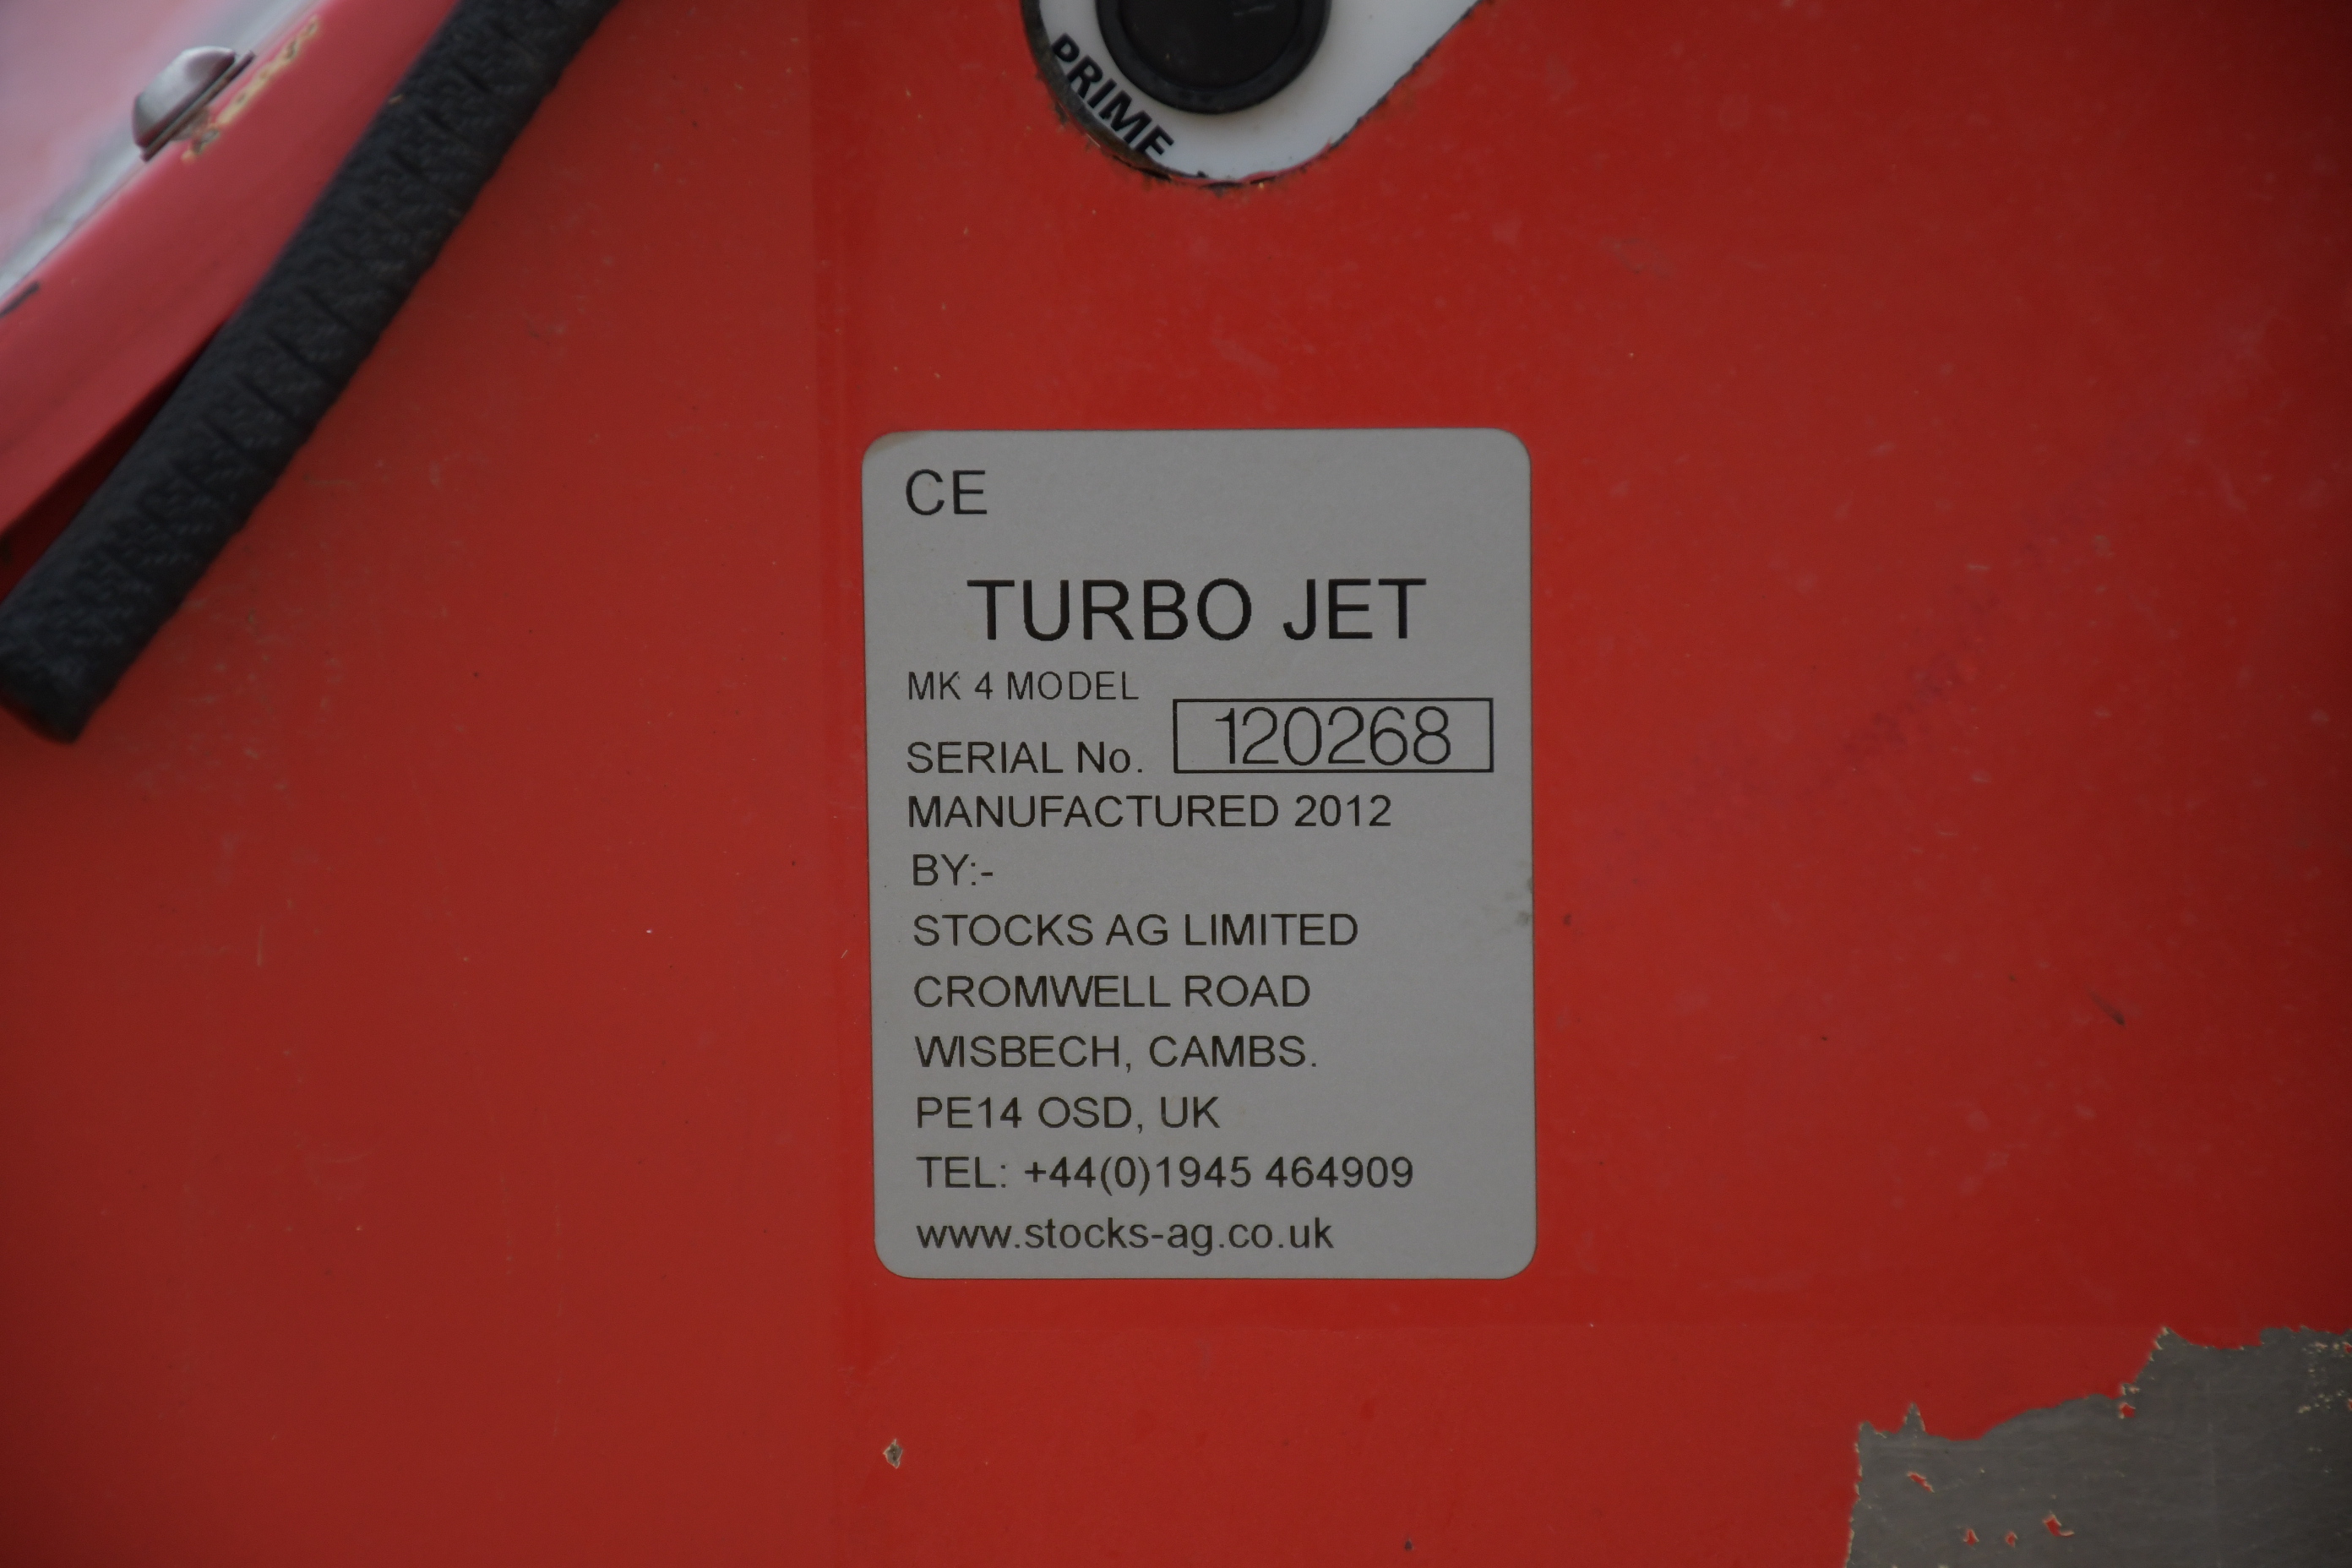 PRIME
CE
TURBO JET
MK 4 MODEL
SERIAL No. 120268
MANUFACTURED 2012
BY:-
STOCKS AG LIMITED
CROMWELL ROAD
WISBECH, CAMBS.
PE14 OSD, UK
TEL: +44(0)1945 464909
www.stocks-ag.co.uk